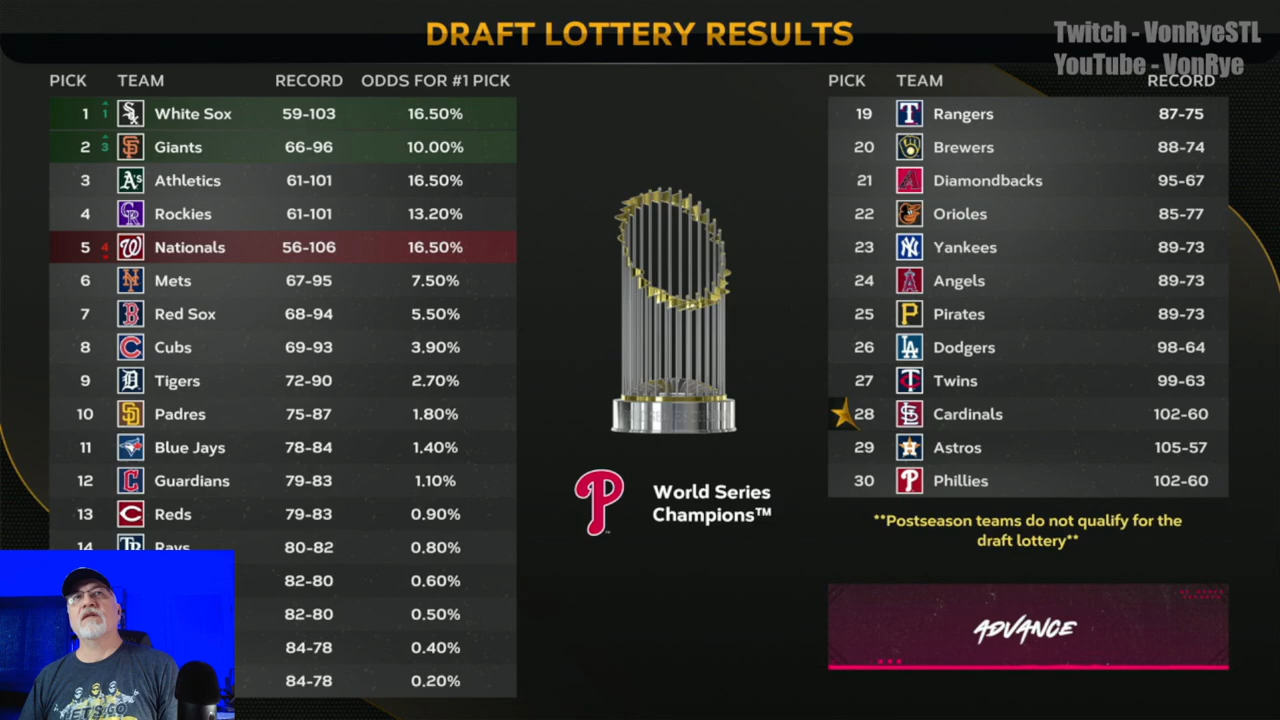 DRAFT LOTTERY RESULTS
Twitch - VonRyeSTL
YouTube - VonRye
PICK TEAM RECORD ODDS FOR #1 PICK
1 1 White Sox 59-103 16.50%
2 3 Giants 66-96 10.00%
3 Athletics 61-101 16.50%
4 Rockies 61-101 13.20%
5 4 Nationals 56-106 16.50%
6 Mets 67-95 7.50%
7 Red Sox 68-94 5.50%
8 Cubs 69-93 3.90%
9 Tigers 72-90 2.70%
10 Padres 75-87 1.80%
11 Blue Jays 78-84 1.40%
12 Guardians 79-83 1.10%
13 Reds 79-83 0.90%
14 Rays 80-82 0.80%
82-80 0.60%
82-80 0.50%
84-78 0.40%
84-78 0.20%
World Series
Champions™
PICK TEAM RECORD
19 Rangers 87-75
20 Brewers 88-74
21 Diamondbacks 95-67
22 Orioles 85-77
23 Yankees 89-73
24 Angels 89-73
25 Pirates 89-73
26 Dodgers 98-64
27 Twins 99-63
28 Cardinals 102-60
29 Astros 105-57
30 Phillies 102-60
**Postseason teams do not qualify for the
draft lottery**
ADVANCE
LET'S GO